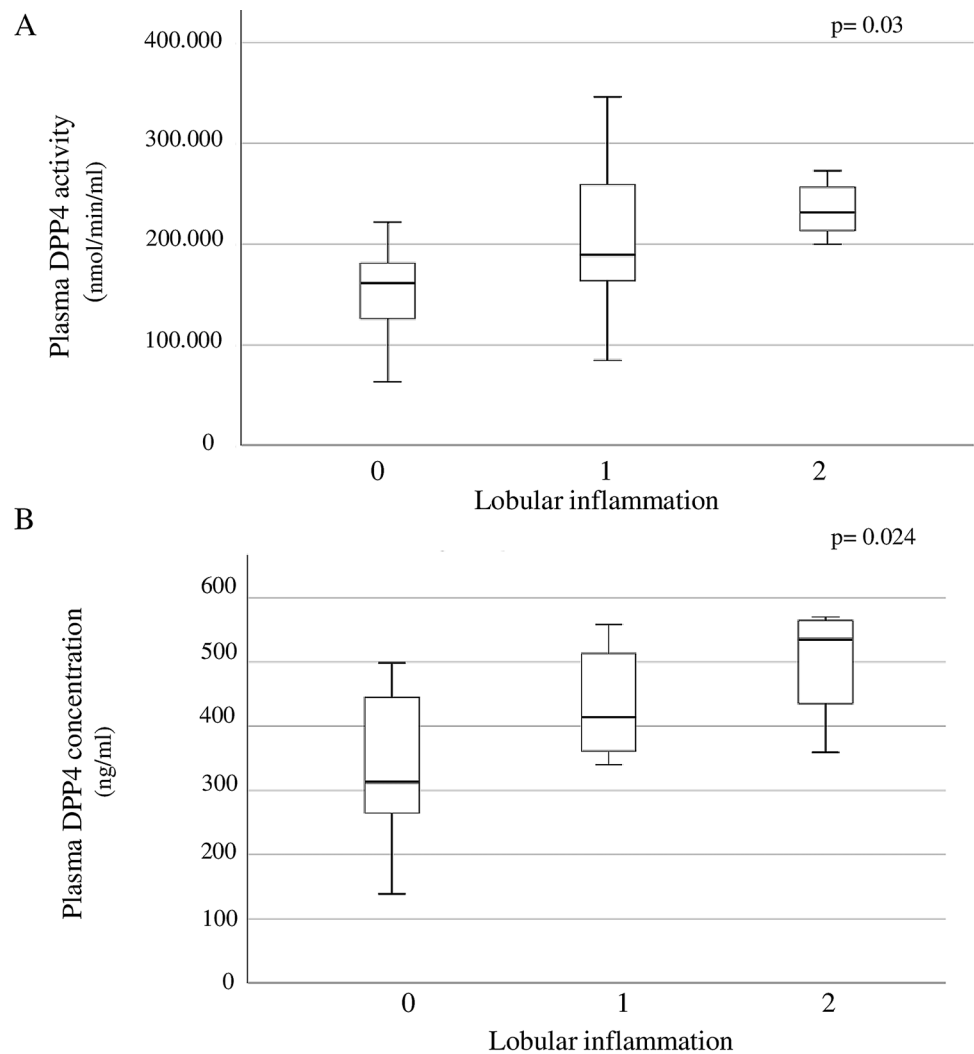 A
p= 0.03
400.000
300.000
200.000
100.000
0
Plasma DPP4 activity
(nmol/min/ml)
0 1 2
Lobular inflammation
B
p= 0.024
600
500
400
300
200
100
0
Plasma DPP4 concentration
(ng/ml)
0 1 2
Lobular inflammation